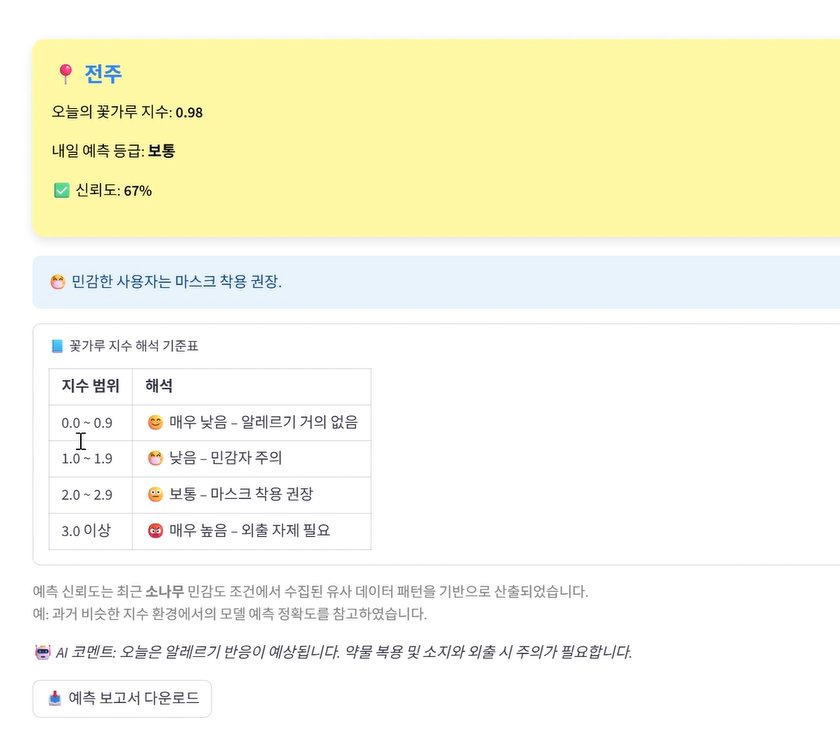 📍 전주
오늘의 꽃가루 지수: 0.98
내일 예측 등급: 보통
✅ 신뢰도: 67%
😷 민감한 사용자는 마스크 착용 권장.
📘 꽃가루 지수 해석 기준표
지수 범위 해석
0.0 ~ 0.9 😊 매우 낮음 – 알레르기 거의 없음
1.0 ~ 1.9 😷 낮음 – 민감자 주의
2.0 ~ 2.9 😐 보통 – 마스크 착용 권장
3.0 이상 😡 매우 높음 – 외출 자제 필요
예측 신뢰도는 최근 소나무 민감도 조건에서 수집된 유사 데이터 패턴을 기반으로 산출되었습니다.
예: 과거 비슷한 지수 환경에서의 모델 예측 정확도를 참고하였습니다.
🤖 AI 코멘트: 오늘은 알레르기 반응이 예상됩니다. 약물 복용 및 소지와 외출 시 주의가 필요합니다.
📥 예측 보고서 다운로드